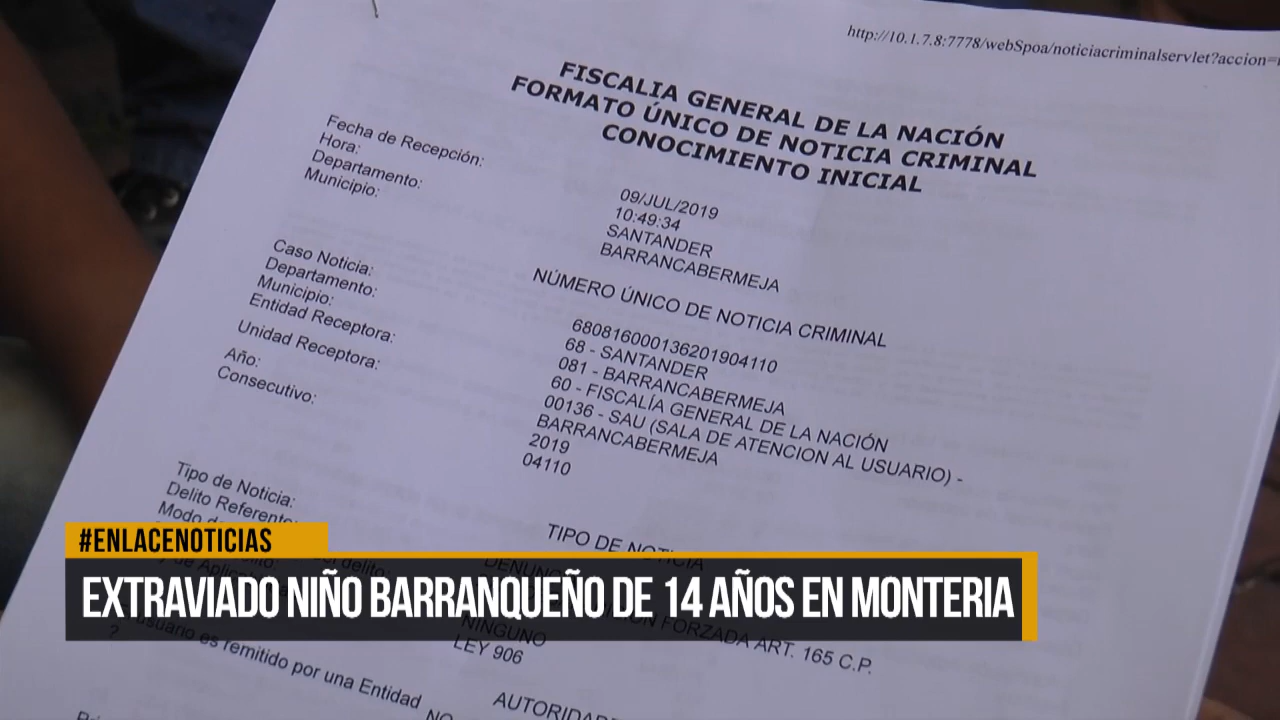 http://10.1.7.8:7778/webSpoa/noticiacriminalservlet?accion=
FISCALIA GENERAL DE LA NACIÓN
FORMATO ÚNICO DE NOTICIA CRIMINAL
CONOCIMIENTO INICIAL
Fecha de Recepción: 09/JUL/2019
Hora: 10:49:34
Departamento: SANTANDER
Municipio: BARRANCABERMEJA
NÚMERO ÚNICO DE NOTICIA CRIMINAL
Caso Noticia: 680816000136201904110
Departamento: 68 - SANTANDER
Municipio: 081 - BARRANCABERMEJA
Entidad Receptora: 60 - FISCALÍA GENERAL DE LA NACIÓN
Unidad Receptora: 00136 - SAU (SALA DE ATENCION AL USUARIO) -
BARRANCABERMEJA
Año: 2019
Consecutivo: 04110
TIPO DE NOTICIA
Tipo de Noticia:
Delito Referente:
Modo
FORZADA ART. 165 C.P.
NINGUNO
LEY 906
usuario es remitido por una Entidad NO
?
#ENLACENOTICIAS
EXTRAVIADO NIÑO BARRANQUEÑO DE 14 AÑOS EN MONTERIA